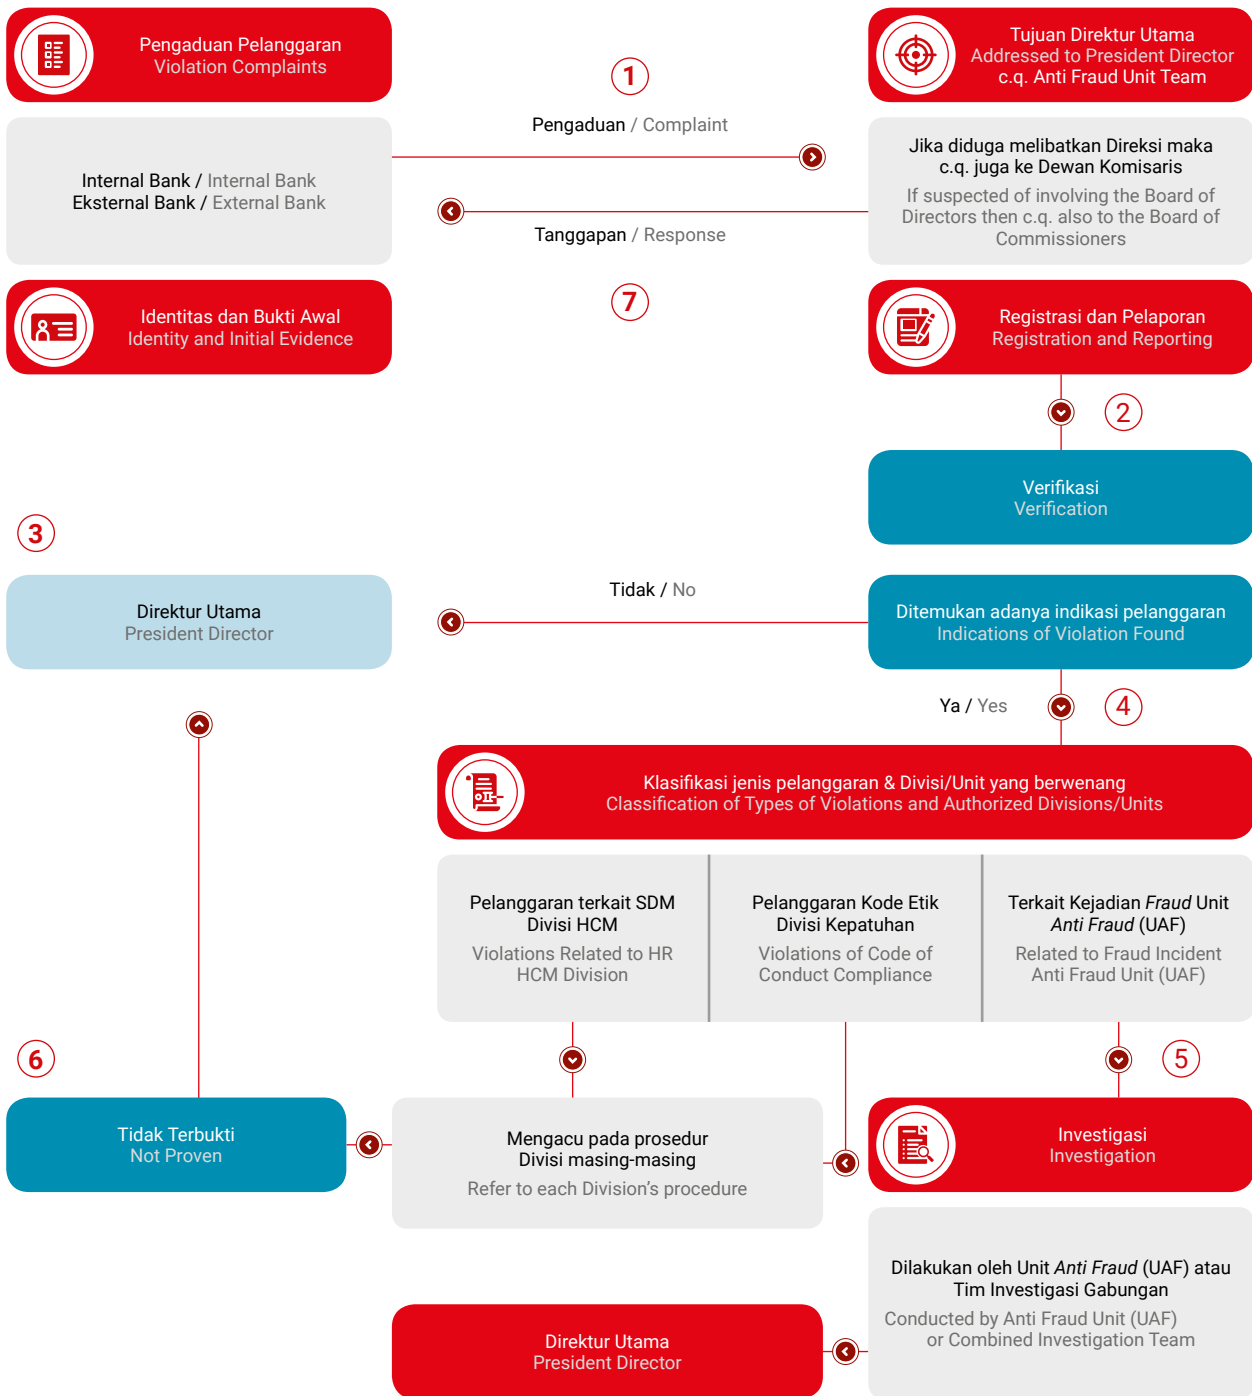 Pengaduan Pelanggaran
Violation Complaints
1
Pengaduan / Complaint
Tujuan Direktur Utama
Addressed to President Director
c.q. Anti Fraud Unit Team
Internal Bank / Internal Bank
Eksternal Bank / External Bank
Jika diduga melibatkan Direksi maka
c.q. juga ke Dewan Komisaris
If suspected of involving the Board of
Directors then c.q. also to the Board of
Commissioners
Tanggapan / Response
7
Identitas dan Bukti Awal
Identity and Initial Evidence
Registrasi dan Pelaporan
Registration and Reporting
2
Verifikasi
Verification
3
Direktur Utama
President Director
Tidak / No
Ditemukan adanya indikasi pelanggaran
Indications of Violation Found
Ya / Yes
4
Klasifikasi jenis pelanggaran & Divisi/Unit yang berwenang
Classification of Types of Violations and Authorized Divisions/Units
Pelanggaran terkait SDM
Divisi HCM
Violations Related to HR
HCM Division
Pelanggaran Kode Etik
Divisi Kepatuhan
Violations of Code of
Conduct Compliance
Terkait Kejadian Fraud Unit
Anti Fraud (UAF)
Related to Fraud Incident
Anti Fraud Unit (UAF)
5
6
Tidak Terbukti
Not Proven
Mengacu pada prosedur
Divisi masing-masing
Refer to each Division's procedure
Investigasi
Investigation
Dilakukan oleh Unit Anti Fraud (UAF) atau
Tim Investigasi Gabungan
Conducted by Anti Fraud Unit (UAF)
or Combined Investigation Team
Direktur Utama
President Director